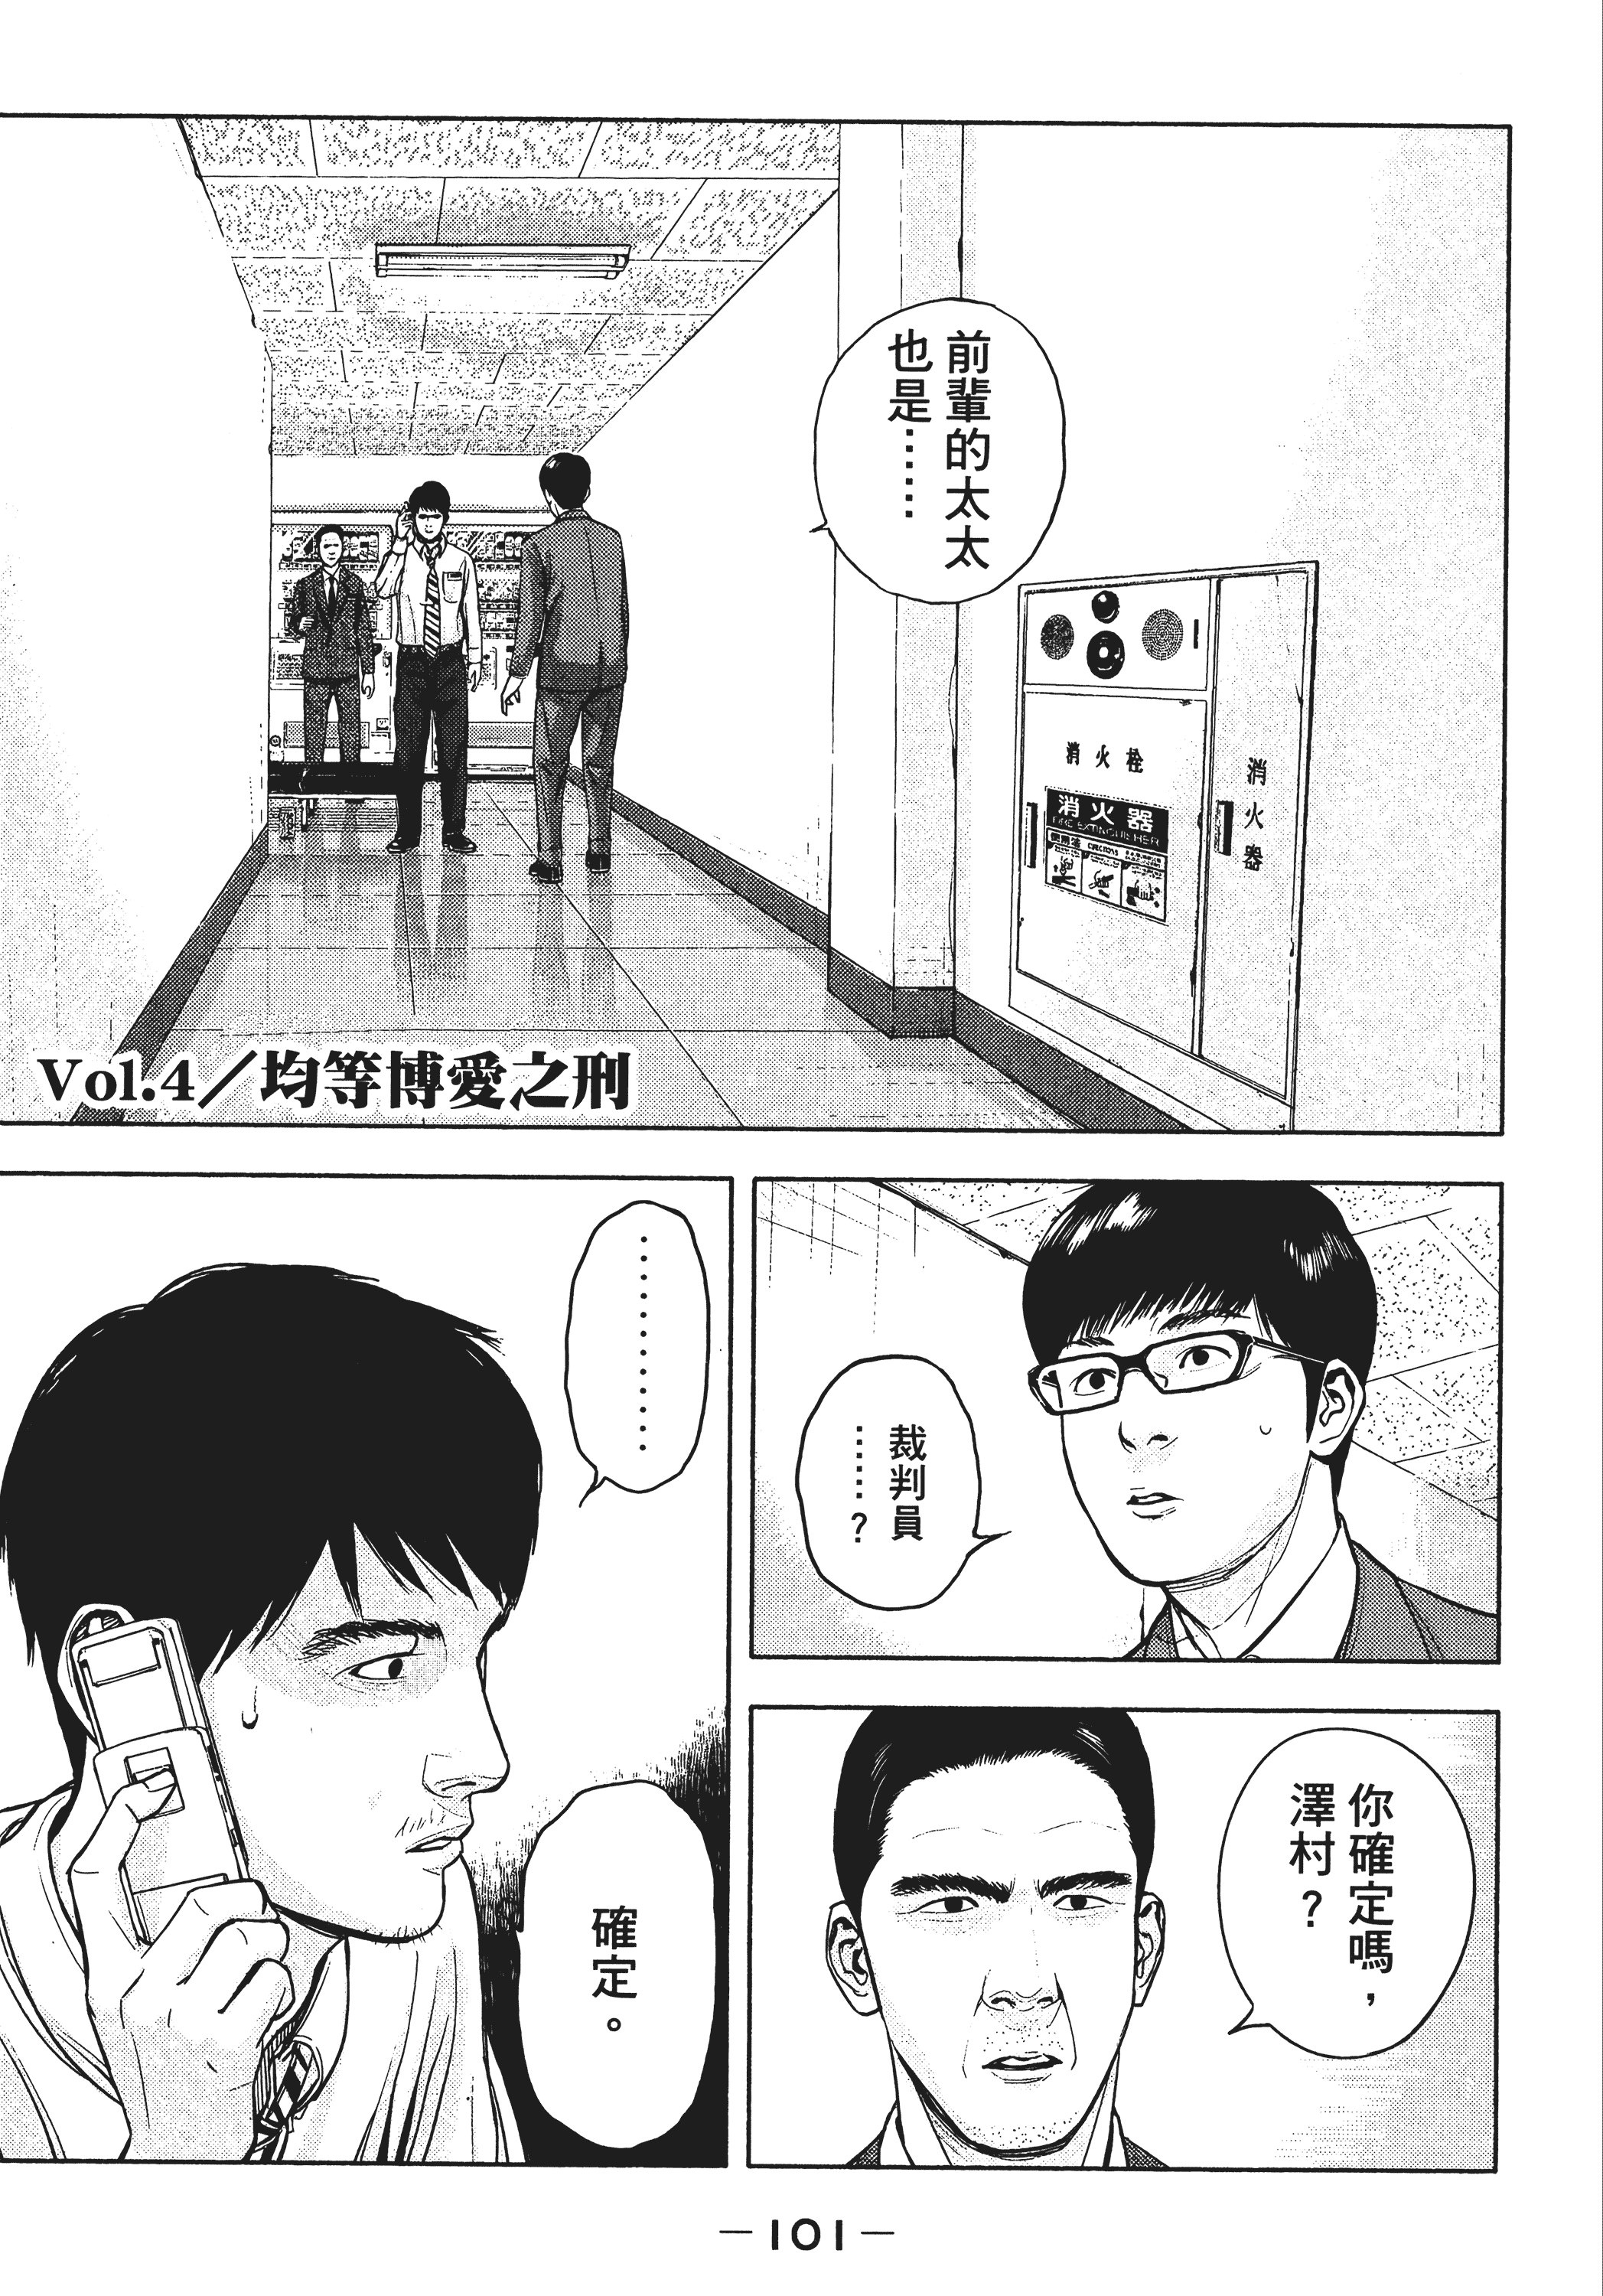 前輩的太太
也是……
消火栓
消火器
FIRE EXTINGUISHER
消火器
Vol.4／均等博愛之刑
裁判員
……？
你確定嗎，
澤村？
…………
確定。
—101—